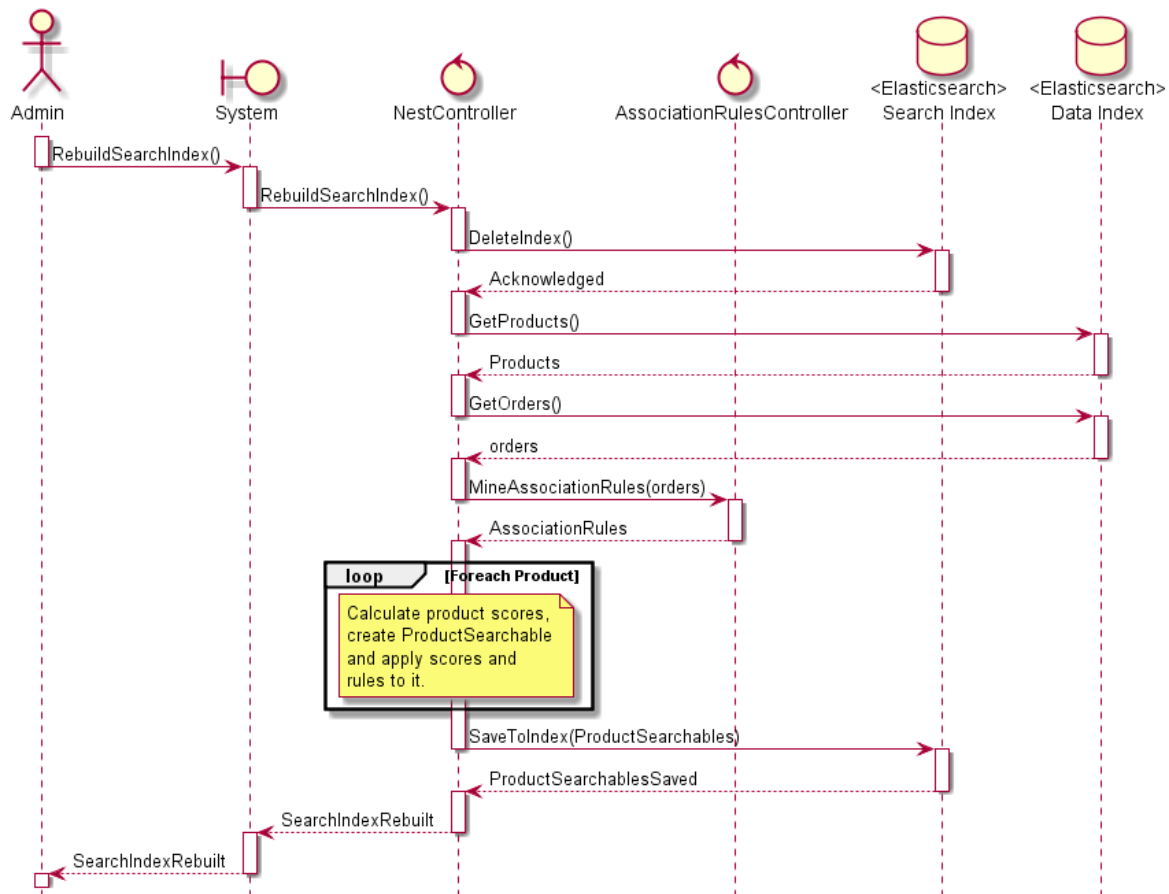 Admin
System
NestController
AssociationRulesController
<Elasticsearch>
Search Index
<Elasticsearch>
Data Index
RebuildSearchIndex()
RebuildSearchIndex()
DeleteIndex()
Acknowledged
GetProducts()
Products
GetOrders()
orders
MineAssociationRules(orders)
AssociationRules
loop
[Foreach Product]
Calculate product scores,
create ProductSearchable
and apply scores and
rules to it.
SaveToIndex(ProductSearchables)
ProductSearchablesSaved
SearchIndexRebuilt
SearchIndexRebuilt